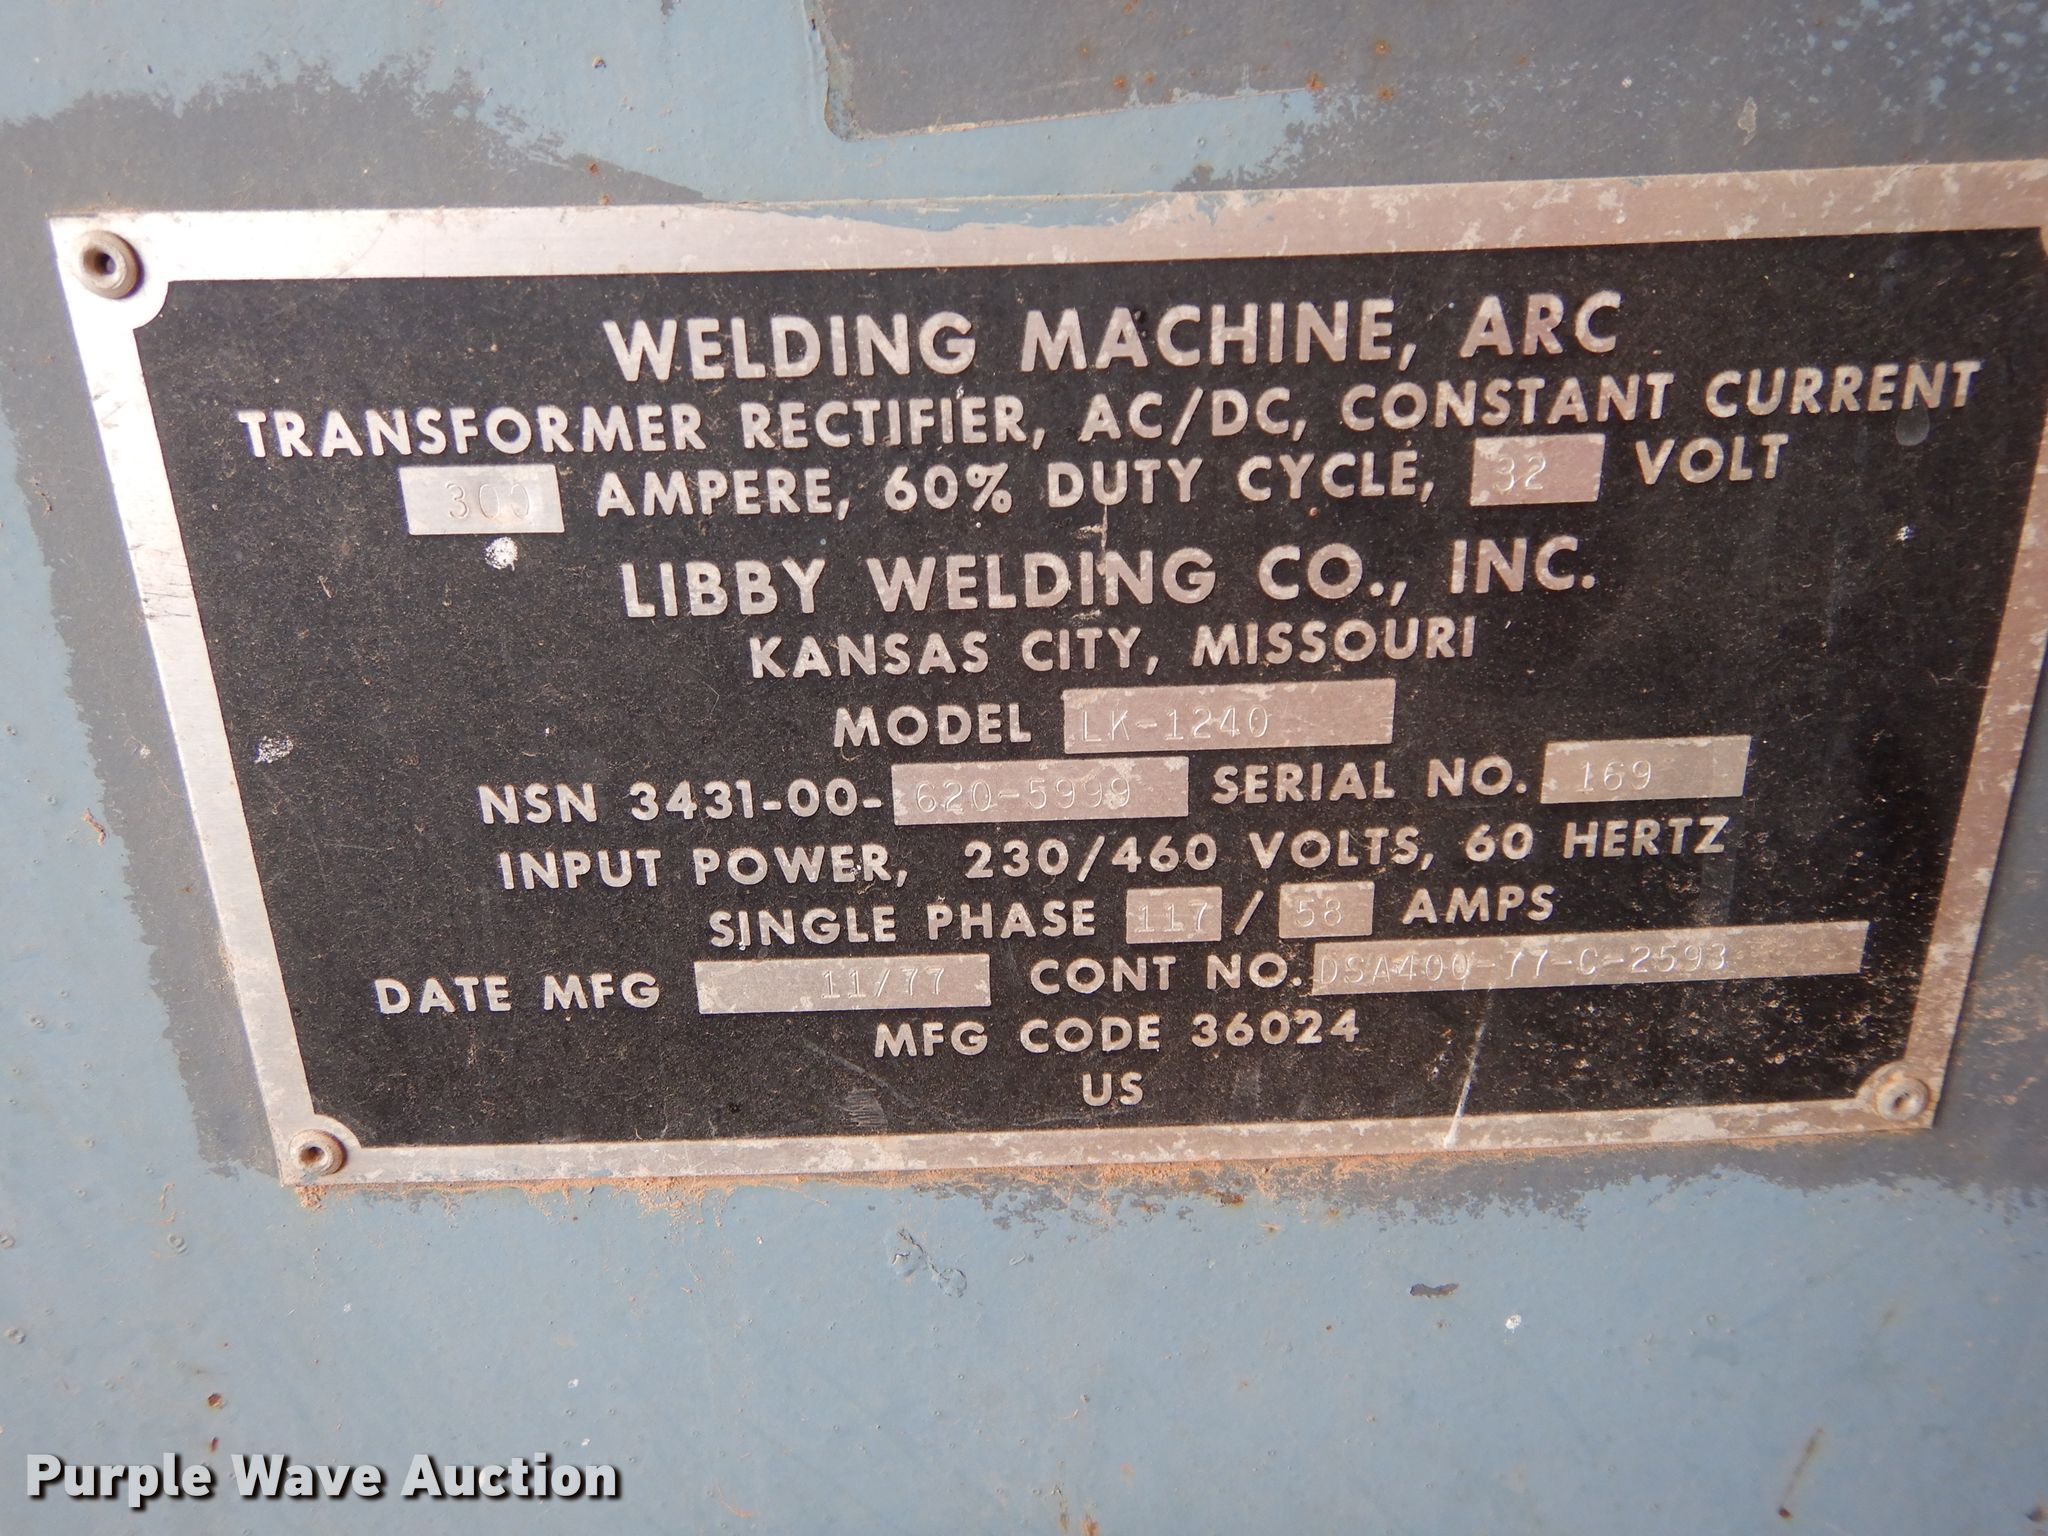 WELDING MACHINE, ARC
TRANSFORMER RECTIFIER, AC/DC, CONSTANT CURRENT
300 AMPERE, 60% DUTY CYCLE, 32 VOLT
LIBBY WELDING CO., INC.
KANSAS CITY, MISSOURI
MODEL LK-1240
NSN 3431-00-620-5999 SERIAL NO. 169
INPUT POWER, 230/460 VOLTS, 60 HERTZ
SINGLE PHASE 117 / 58 AMPS
DATE MFG 11/77 CONT NO. DSA400-77-C-2593
MFG CODE 36024
US
Purple Wave Auction